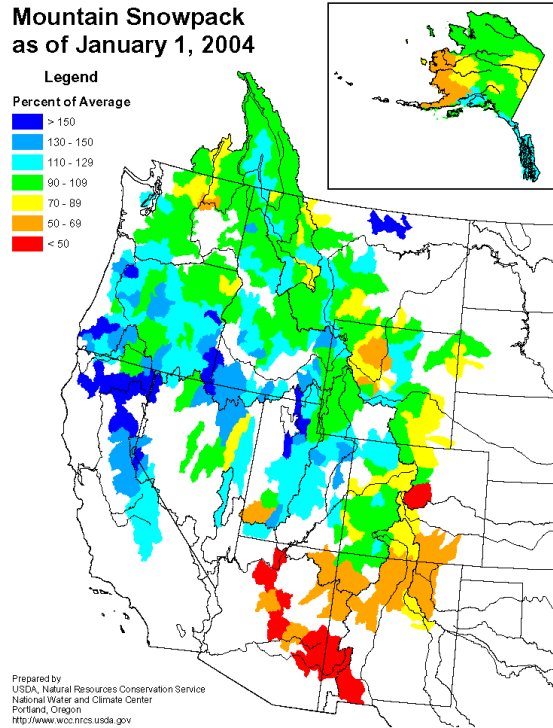 Mountain Snowpack
as of January 1, 2004
Legend
Percent of Average
> 150
130 - 150
110 - 129
90 - 109
70 - 89
50 - 69
< 50
Prepared by
USDA, Natural Resources Conservation Service
National Water and Climate Center
Portland, Oregon
http://www.wcc.nrcs.usda.gov